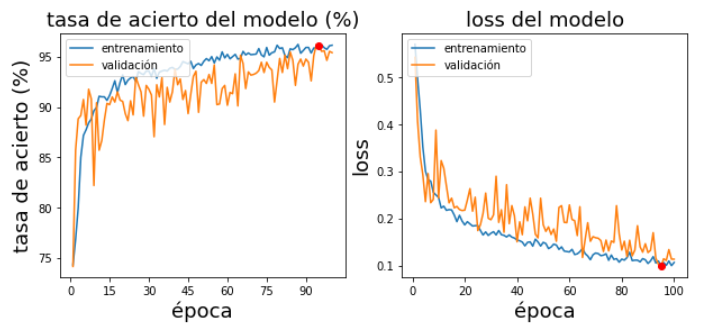 tasa de acierto del modelo (%)
entrenamiento
validación
tasa de acierto (%)
95
90
85
80
75
0
15
30
45
60
75
90
época
loss del modelo
entrenamiento
validación
loss
0.5
0.4
0.3
0.2
0.1
0
20
40
60
80
100
época